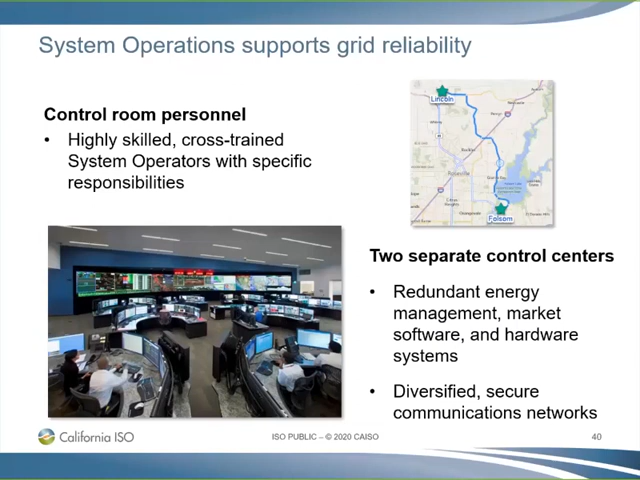 System Operations supports grid reliability
Control room personnel
• Highly skilled, cross-trained
System Operators with specific
responsibilities
Lincoln
Roseville
Folsom
Two separate control centers
• Redundant energy
management, market
software, and hardware
systems
• Diversified, secure
communications networks
California ISO
ISO PUBLIC – © 2020 CAISO
40